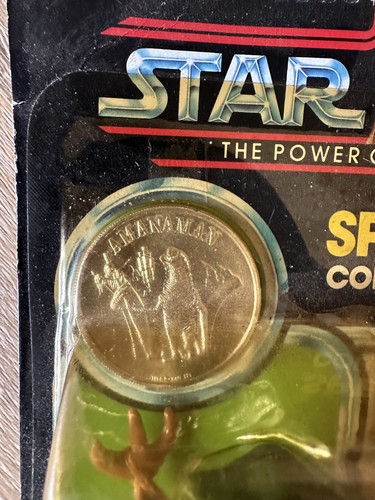 STAR
THE POWER O
AMANAMAN
SP
CO